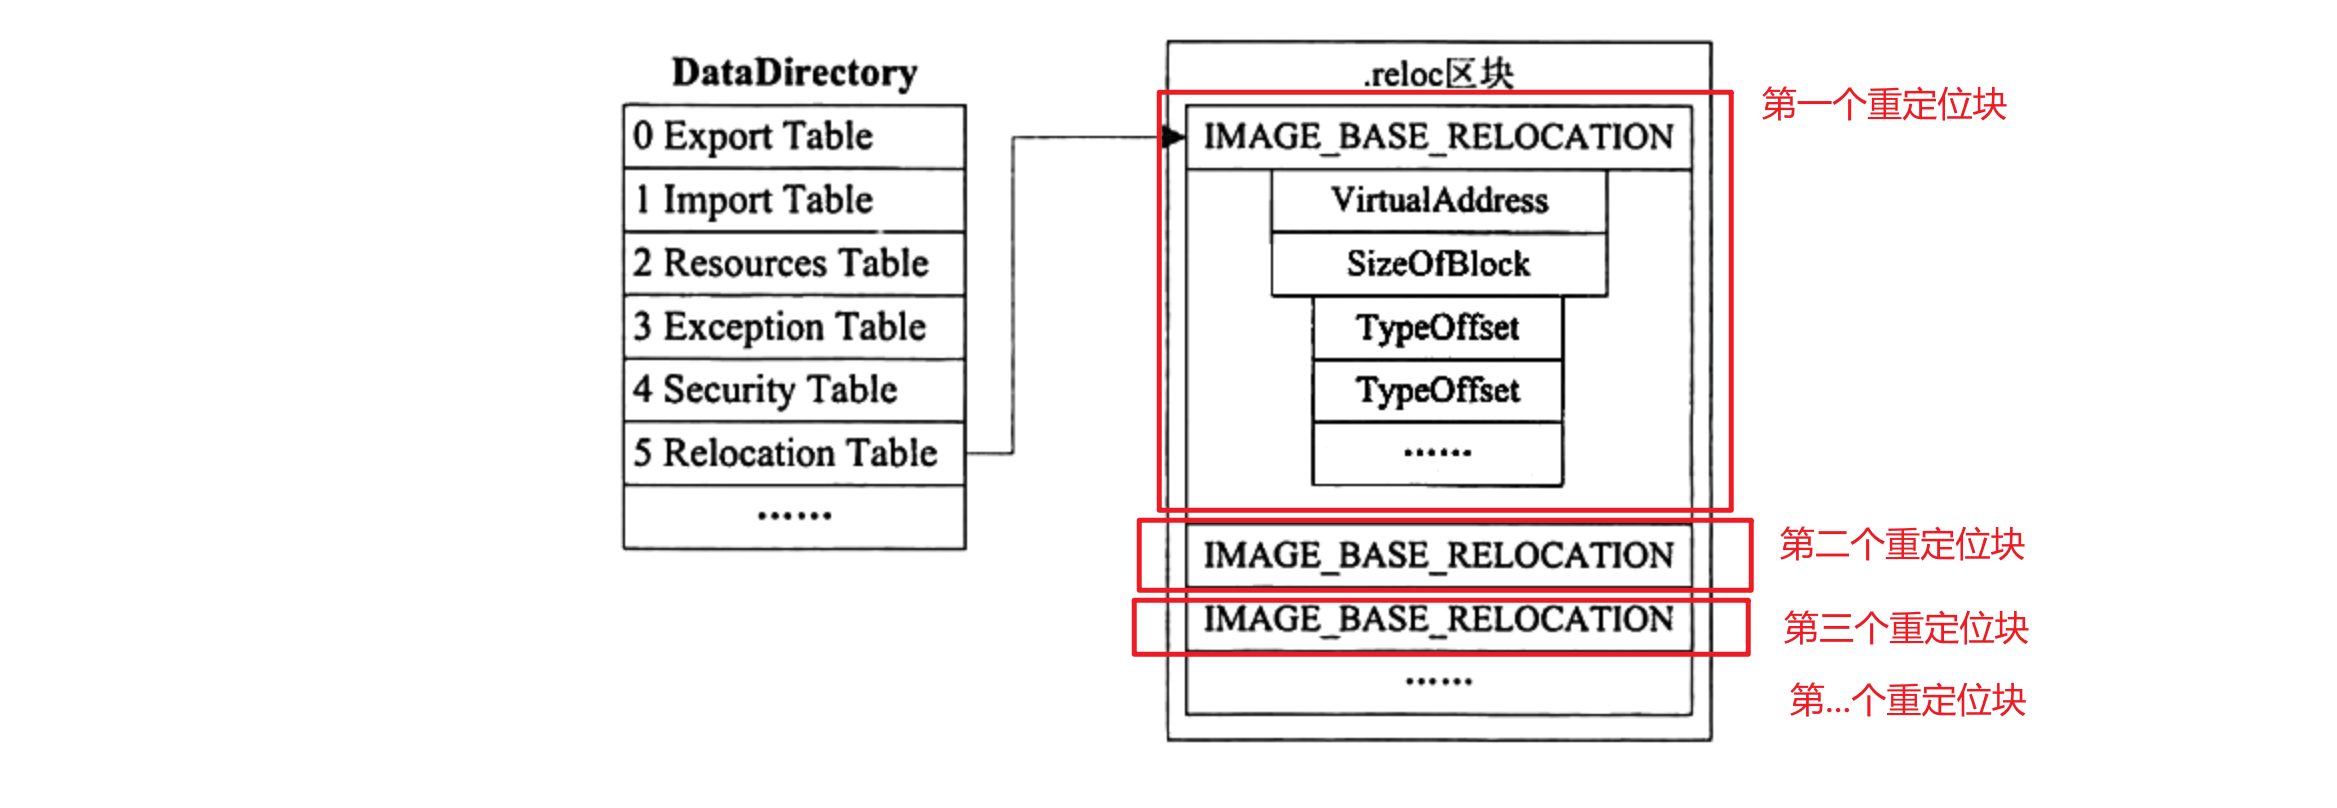 DataDirectory
0 Export Table
1 Import Table
2 Resources Table
3 Exception Table
4 Security Table
5 Relocation Table
......
.reloc区块
IMAGE_BASE_RELOCATION
VirtualAddress
SizeOfBlock
TypeOffset
TypeOffset
......
IMAGE_BASE_RELOCATION
IMAGE_BASE_RELOCATION
......
第一个重定位块
第二个重定位块
第三个重定位块
第...个重定位块